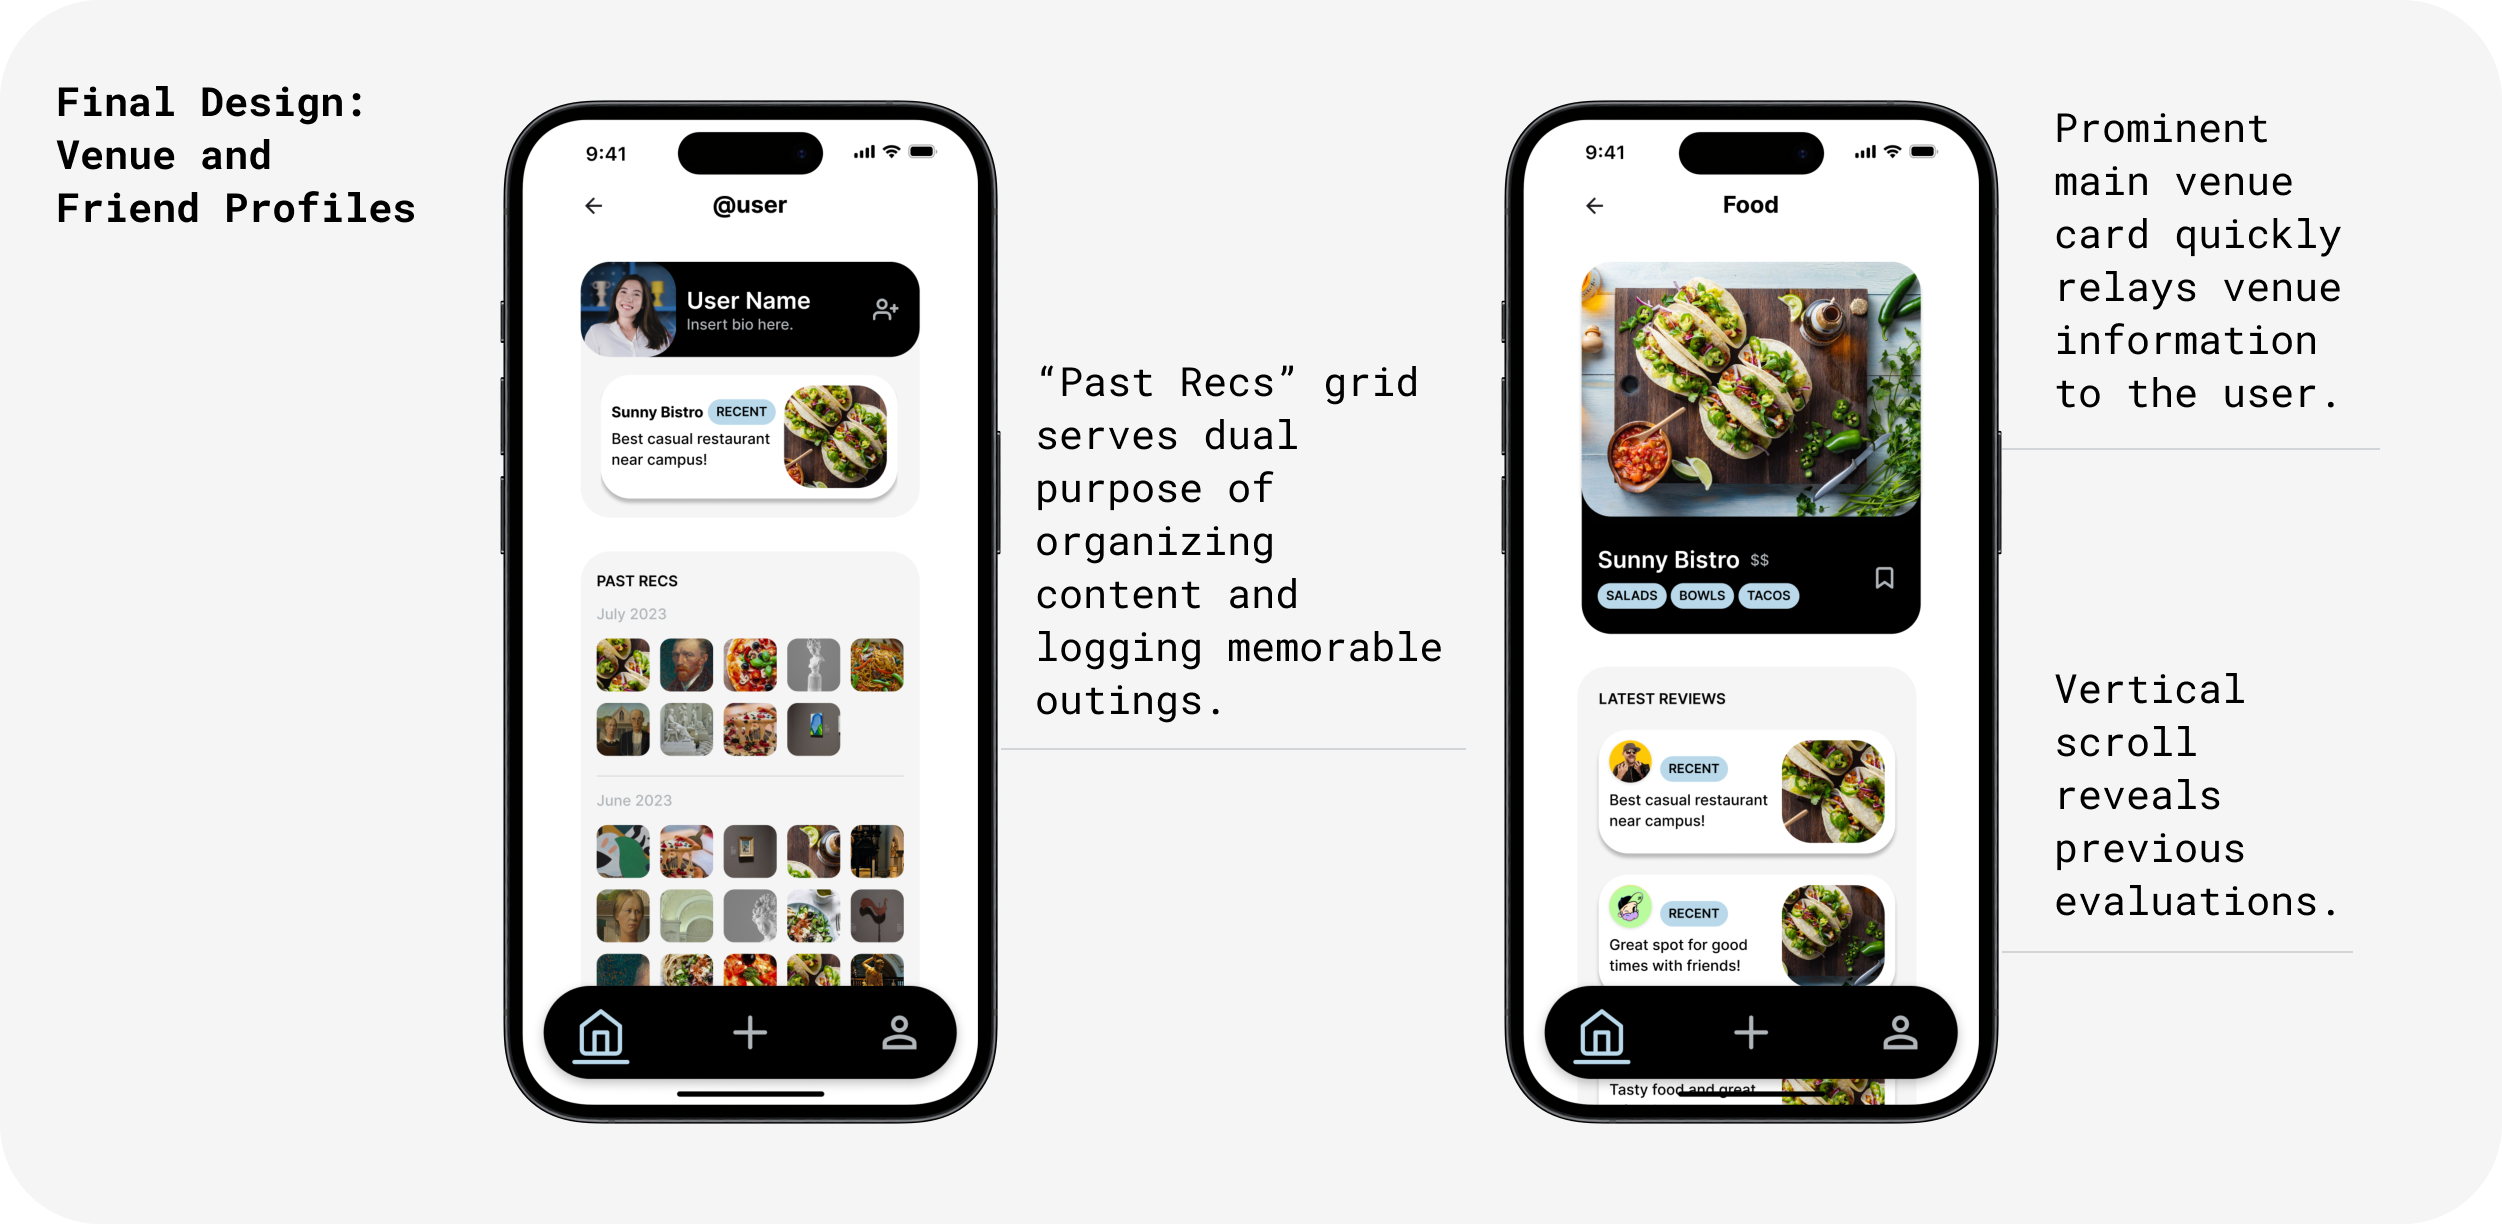 Final Design:
Venue and
Friend Profiles
9:41
@user
User Name
Insert bio here.
Sunny Bistro RECENT
Best casual restaurant
near campus!
PAST RECS
July 2023
June 2023
“Past Recs” grid
serves dual
purpose of
organizing
content and
logging memorable
outings.
9:41
Food
Sunny Bistro $$
SALADS BOWLS TACOS
LATEST REVIEWS
RECENT
Best casual restaurant
near campus!
RECENT
Great spot for good
times with friends!
Tasty food and great
Prominent
main venue
card quickly
relays venue
information
to the user.
Vertical
scroll
reveals
previous
evaluations.